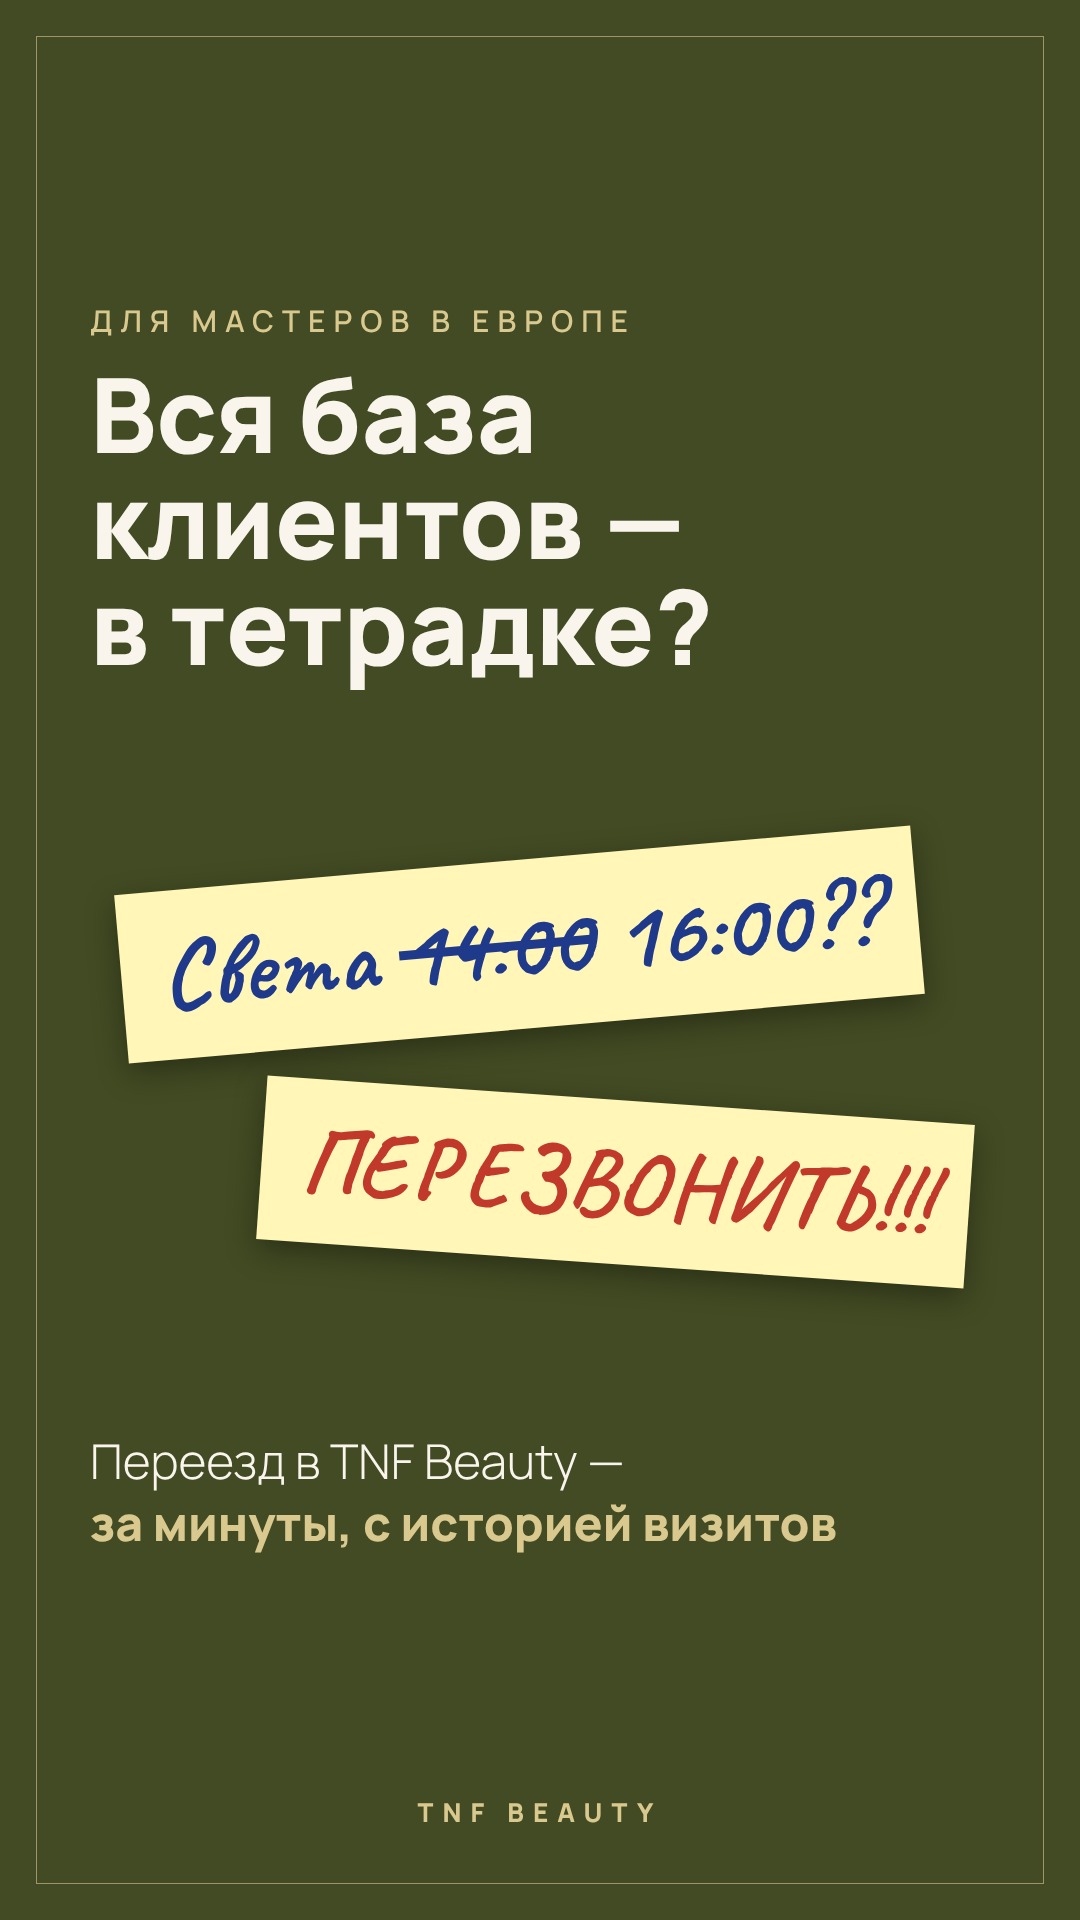 ДЛЯ МАСТЕРОВ В ЕВРОПЕ
Вся база
клиентов —
в тетрадке?
Света 14:00 16:00??
ПЕРЕЗВОНИТЬ!!!
Переезд в TNF Beauty —
за минуты, с историей визитов
TNF BEAUTY